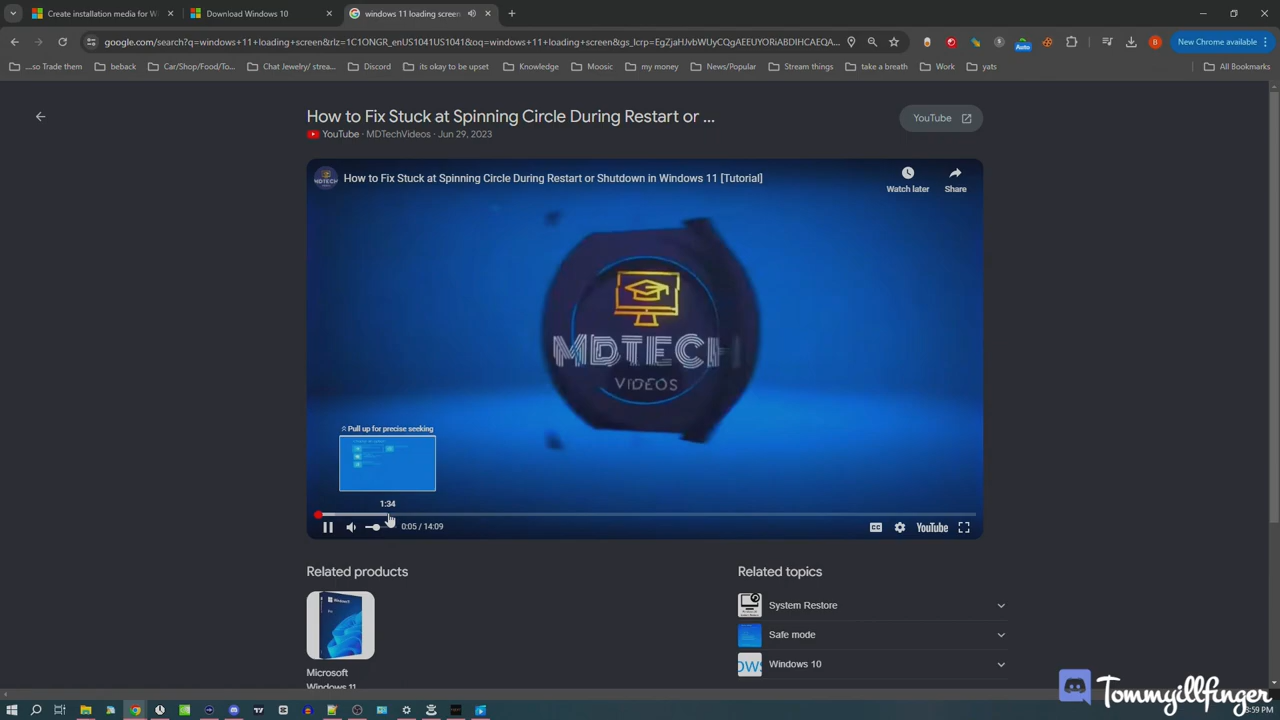 Create installation media for W
Download Windows 10
windows 11 loading screen
google.com/search?q=windows+11+loading+screen&rlz=1C1ONGR_enUS1041US1041&oq=windows+11+loading+screen&gs_lcrp=EgZjaHJvbWUyCQgAEEUYORiABDIHCAEQA...
Auto
B
New Chrome available
...so Trade them
beback
Car/Shop/Food/To...
Chat Jewelry/ strea...
Discord
its okay to be upset
Knowledge
Moosic
my money
News/Popular
Stream things
take a breath
Work
yats
All Bookmarks
How to Fix Stuck at Spinning Circle During Restart or ...
YouTube
YouTube · MDTechVideos · Jun 29, 2023
MDTECH
How to Fix Stuck at Spinning Circle During Restart or Shutdown in Windows 11 [Tutorial]
Watch later
Share
MDTECH
VIDEOS
Pull up for precise seeking
1:34
0:05 / 14:09
CC
YouTube
Related products
Related topics
System Restore
Safe mode
Windows 10
Microsoft
Windows 11
Tommyillfinger
:59 PM